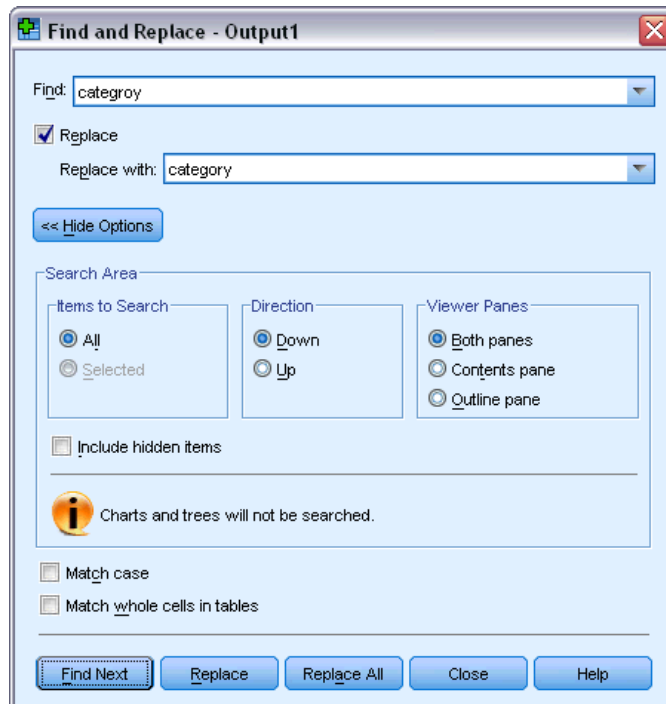 Find and Replace - Output1
Find: categroy
Replace
Replace with: category
<< Hide Options
Search Area
Items to Search
All
Selected
Direction
Down
Up
Viewer Panes
Both panes
Contents pane
Outline pane
Include hidden items
Charts and trees will not be searched.
Match case
Match whole cells in tables
Find Next Replace Replace All Close Help